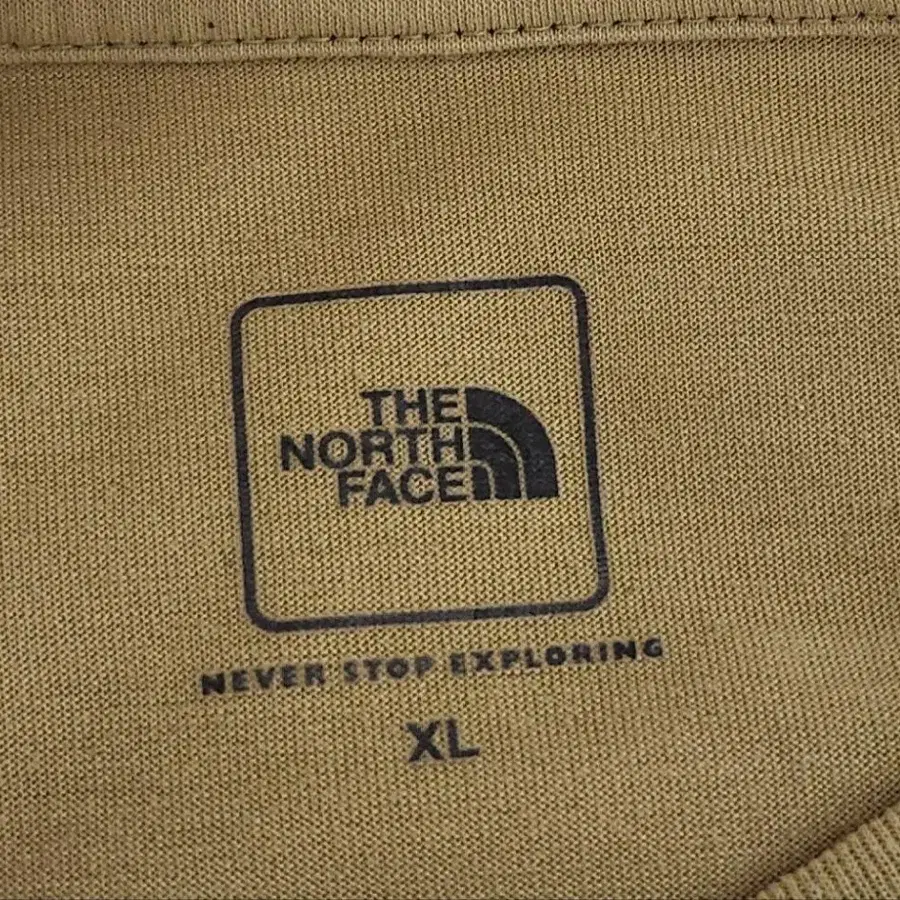 THE
NORTH
FACE
NEVER STOP EXPLORING
XL